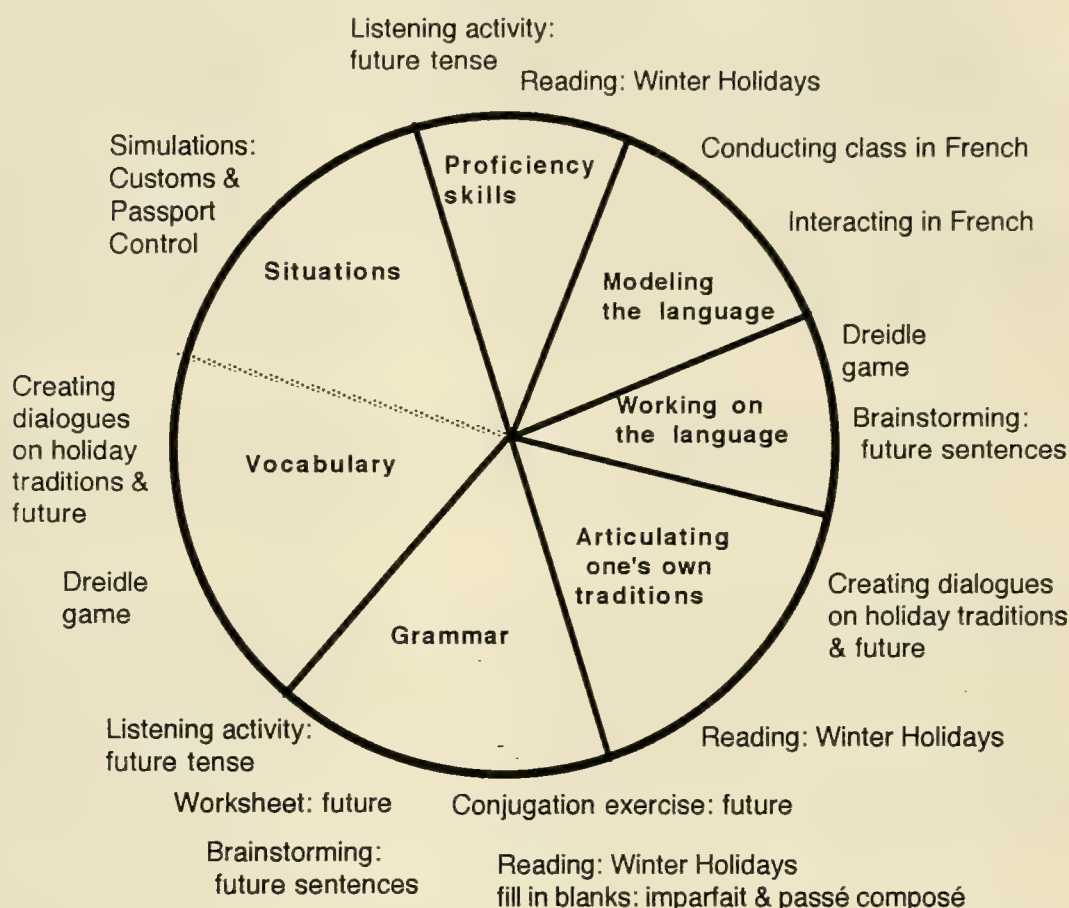 Listening activity:
future tense
Reading: Winter Holidays
Simulations:
Customs &
Passport
Control
Proficiency
skills
Conducting class in French
Interacting in French
Situations
Modeling
the language
Dreidle
game
Creating
dialogues
on holiday
traditions &
future
Vocabulary
Working on
the language
Brainstorming:
future sentences
Articulating
one's own
traditions
Dreidle
game
Grammar
Creating dialogues
on holiday traditions
& future
Listening activity:
future tense
Reading: Winter Holidays
Worksheet: future
Conjugation exercise: future
Brainstorming:
future sentences
Reading: Winter Holidays
fill in blanks: imparfait & passé composé